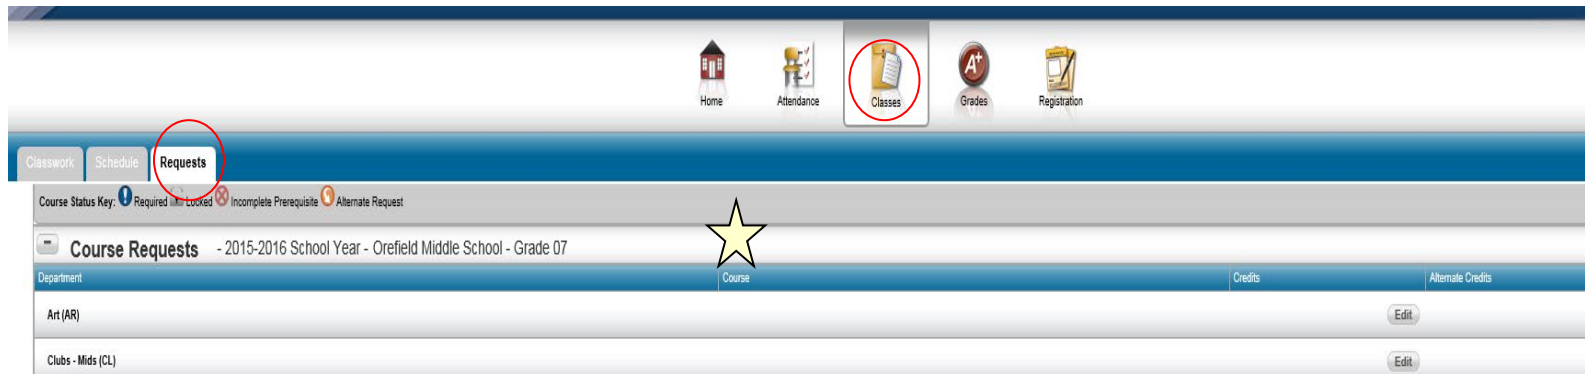 Home Attendance Classes Grades Registration
Classwork Schedule Requests
Course Status Key: Required Locked Incomplete Prerequisite Alternate Request
Course Requests - 2015-2016 School Year - Orefield Middle School - Grade 07
Department Course Credits Alternate Credits
Art (AR) Edit
Clubs - Mids (CL) Edit